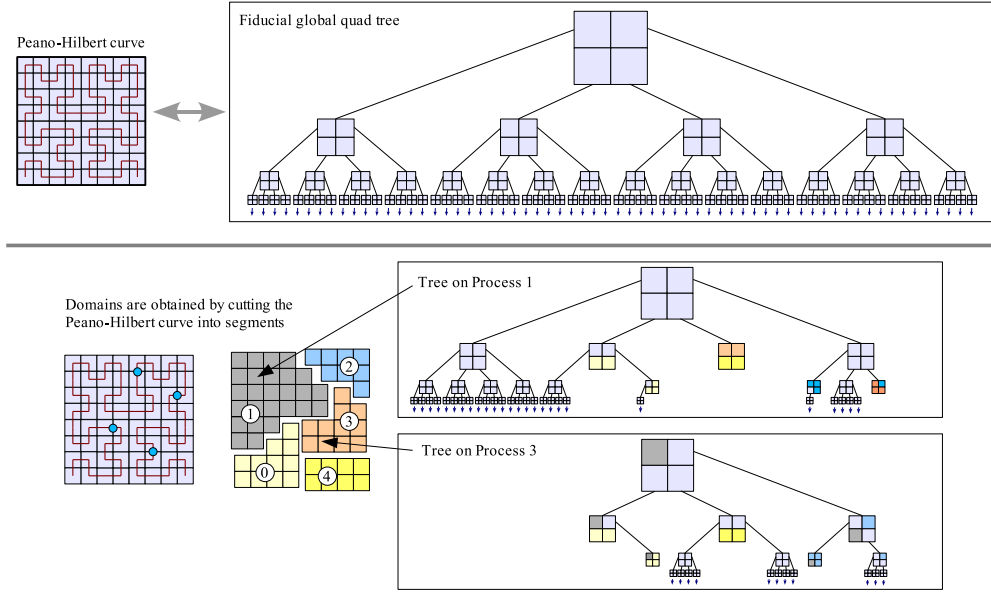 Fiducial global quad tree
Peano-Hilbert curve
Tree on Process 1
Domains are obtained by cutting the
Peano-Hilbert curve into segments
2
1
3
Tree on Process 3
0
4